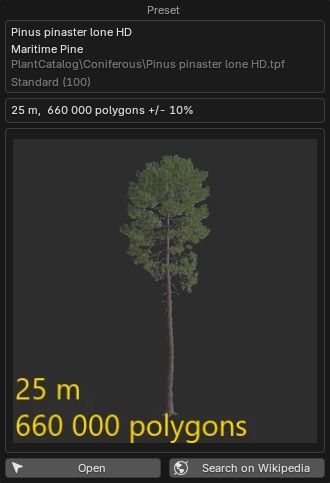 Preset
Pinus pinaster lone HD
Maritime Pine
PlantCatalog\Coniferous\Pinus pinaster lone HD.tpf
Standard (100)
25 m,  660 000 polygons +/- 10%
25 m
660 000 polygons
Open
Search on Wikipedia